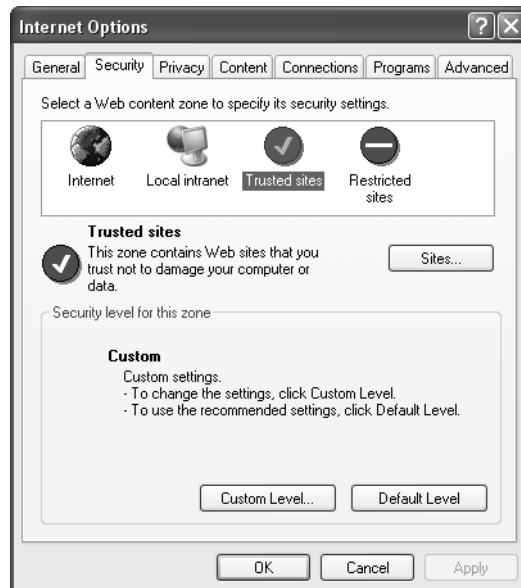 Internet Options
General Security Privacy Content Connections Programs Advanced
Select a Web content zone to specify its security settings.
Internet Local intranet Trusted sites Restricted
sites
Trusted sites
This zone contains Web sites that you
trust not to damage your computer or
data.
Sites...
Security level for this zone
Custom
Custom settings.
- To change the settings, click Custom Level.
- To use the recommended settings, click Default Level.
Custom Level... Default Level
OK Cancel Apply